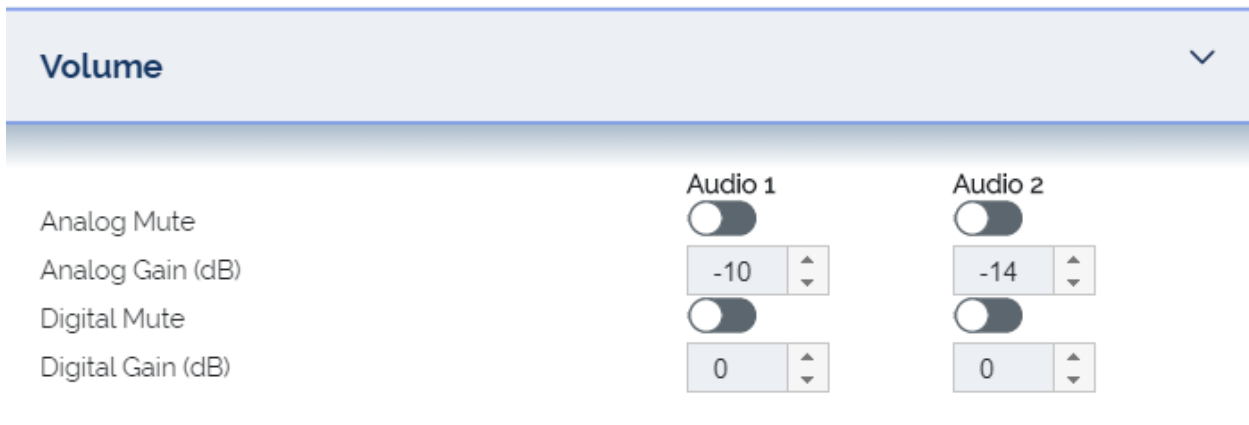 Volume
Audio 1 Audio 2
Analog Mute
Analog Gain (dB) -10 -14
Digital Mute
Digital Gain (dB) 0 0